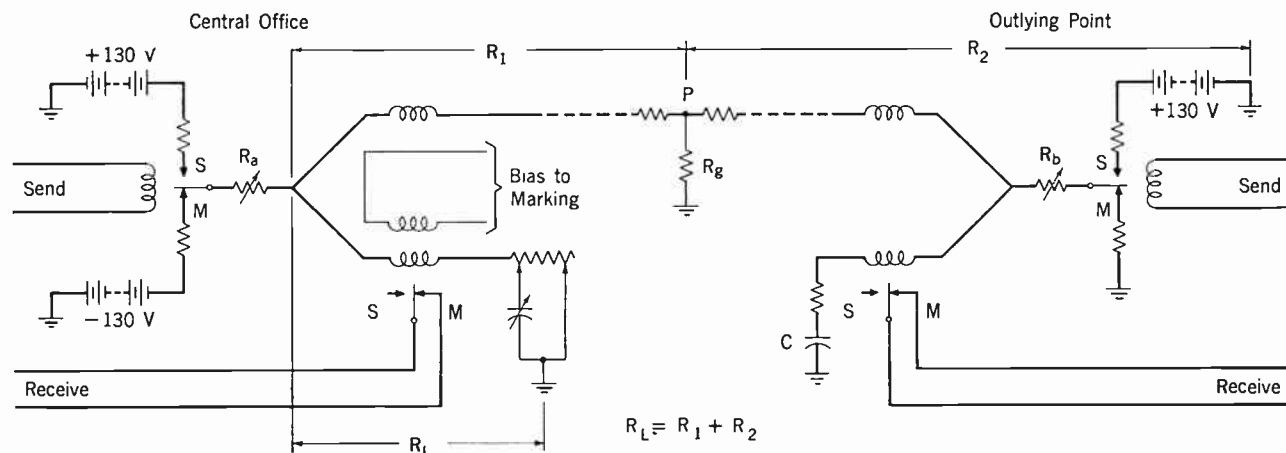 Central Office
Outlying Point
R1
R2
+130 V
P
+130 V
S
Ra
Rg
Rb
S
Send
Bias to
Marking
Send
M
M
−130 V
S
M
S
M
C
Receive
Receive
RL = R1 + R2